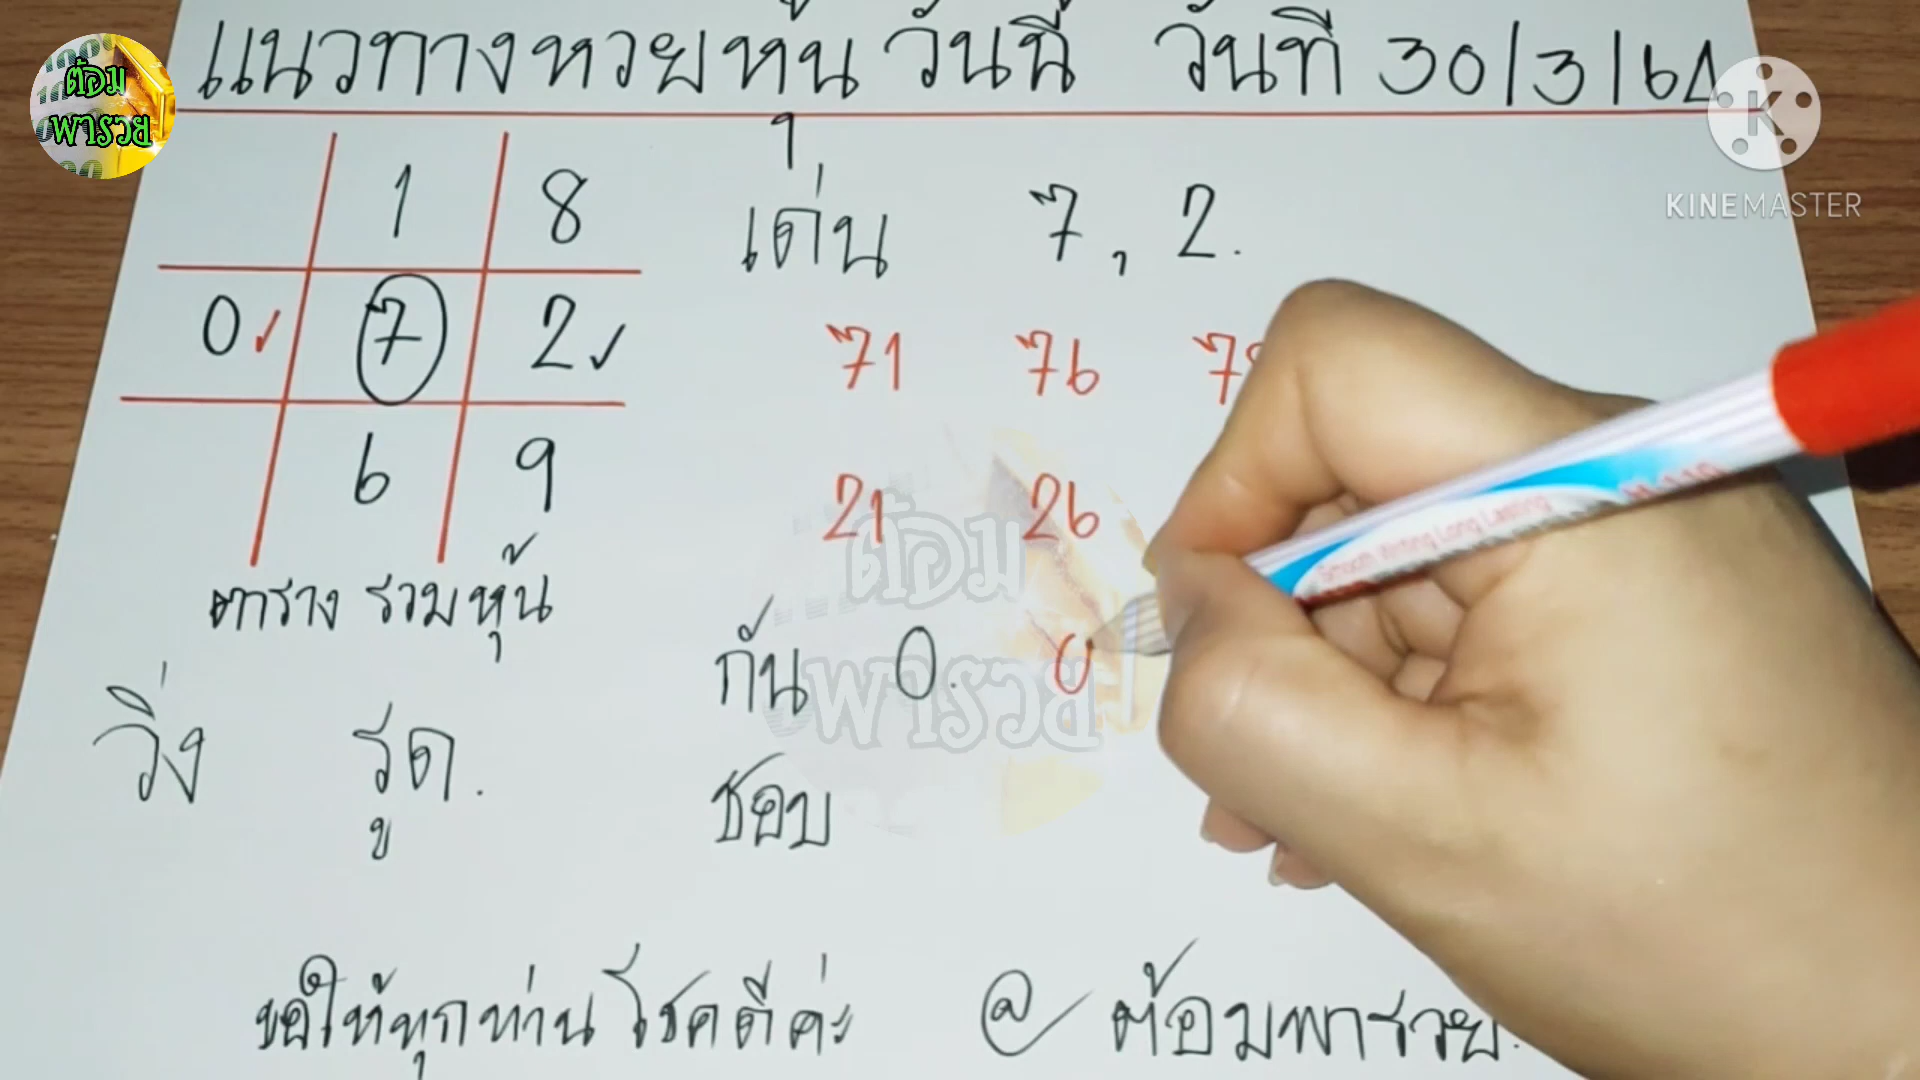 แนวทางหวยหุ้น วันนี้ วันที่ 30/3/64
ต้อม
พารวย
KINEMASTER
1 8
เด่น 7, 2.
0✓ 7 2✓
71 76
6 9
21 26
ตาราง รวมหุ้น
กัน 0. 0
วิ่ง รูด.
ชอบ
ต้อม
พารวย
Smooth Writing Long Lasting
ขอให้ทุกท่านโชคดีค่ะ @ ต้อมพารวย.